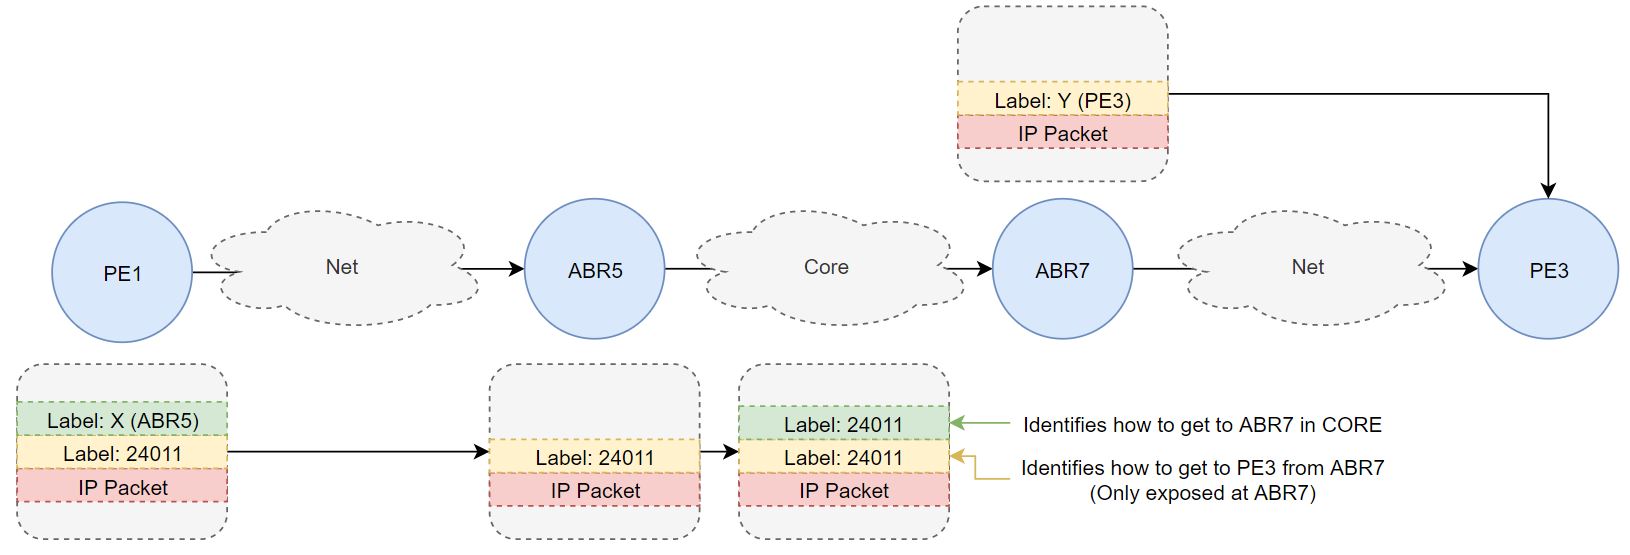 Label: Y (PE3)
IP Packet
PE1
Net
ABR5
Core
ABR7
Net
PE3
Label: X (ABR5)
Label: 24011
IP Packet
Label: 24011
IP Packet
Label: 24011
Label: 24011
IP Packet
Identifies how to get to ABR7 in CORE
Identifies how to get to PE3 from ABR7
(Only exposed at ABR7)